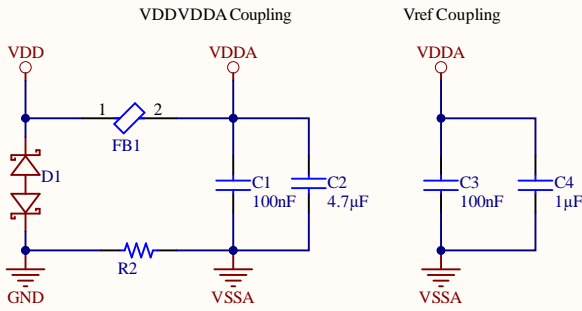 VDDVDDA Coupling
Vref Coupling
VDD
VDDA
VDDA
1
2
FB1
D1
C1
100nF
C2
4.7µF
C3
100nF
C4
1µF
R2
GND
VSSA
VSSA